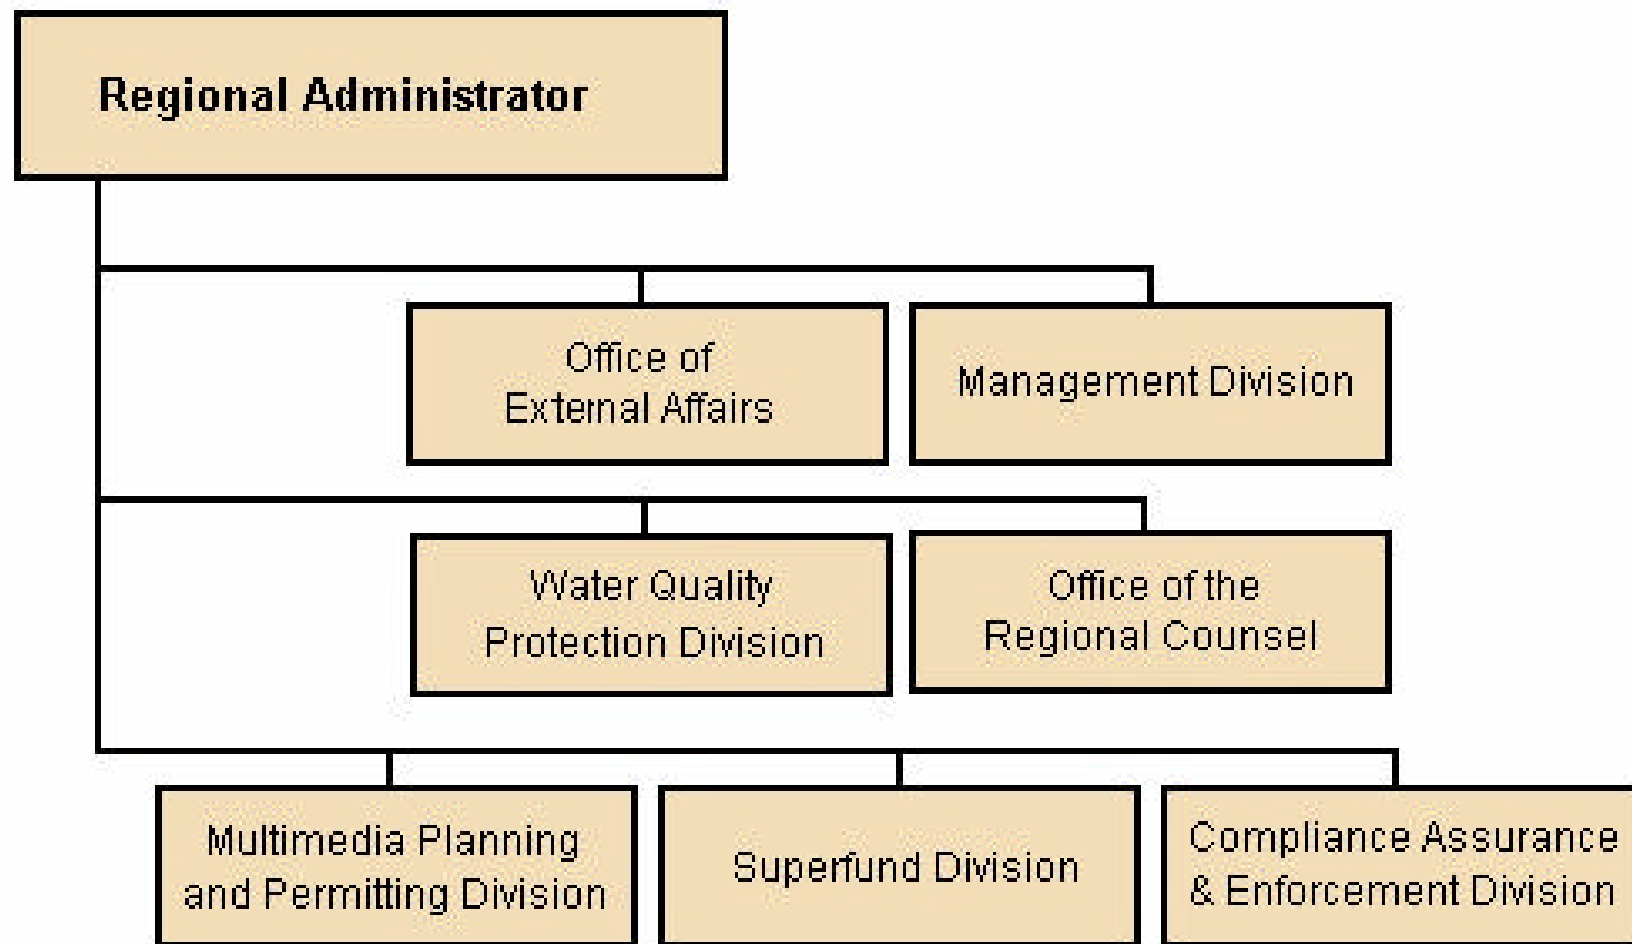 Regional Administrator
Office of
External Affairs
Management Division
Water Quality
Protection Division
Office of the
Regional Counsel
Multimedia Planning
and Permitting Division
Superfund Division
Compliance Assurance
& Enforcement Division